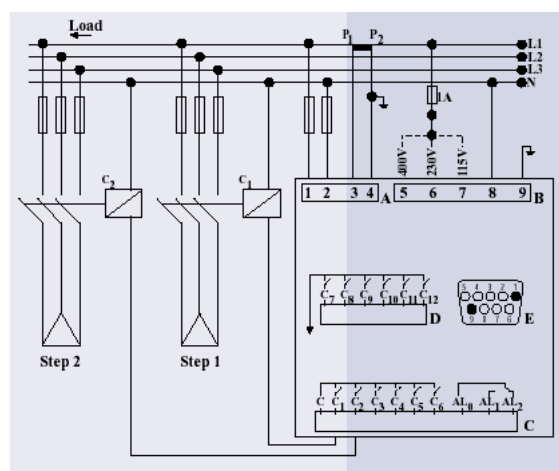 Load
P1 P2
L1
L2
L3
N
1A
400V 230V 115V
C2 C1
1 2 3 4 A 5 6 7 8 9 B
C7 C8 C9 C10 C11 C12
D
5 4 3 2 1
9 8 7 6
E
Step 2 Step 1
C C1 C2 C3 C4 C5 C6 AL0 AL1 AL2
C